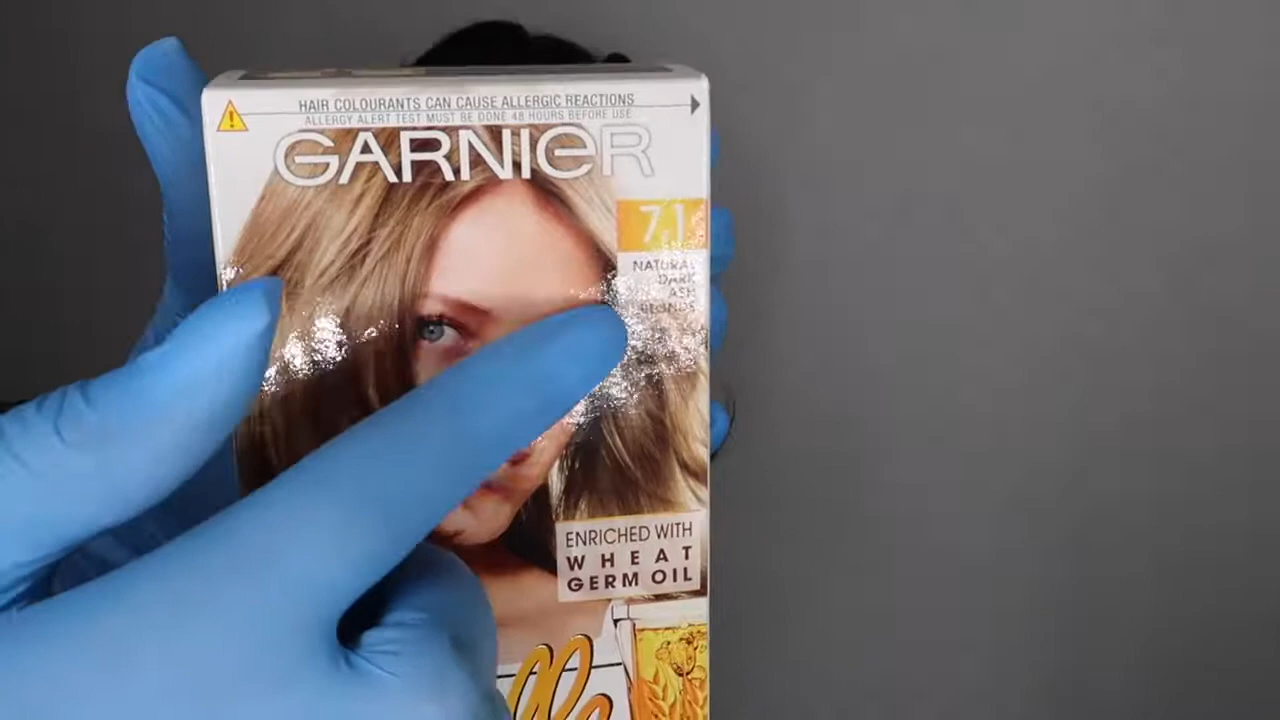 HAIR COLOURANTS CAN CAUSE ALLERGIC REACTIONS
ALLERGY ALERT TEST MUST BE DONE 48 HOURS BEFORE USE
GARNIER
7.1
NATURAL
DARK
ASH
BLONDE
ENRICHED WITH
WHEAT
GERM OIL